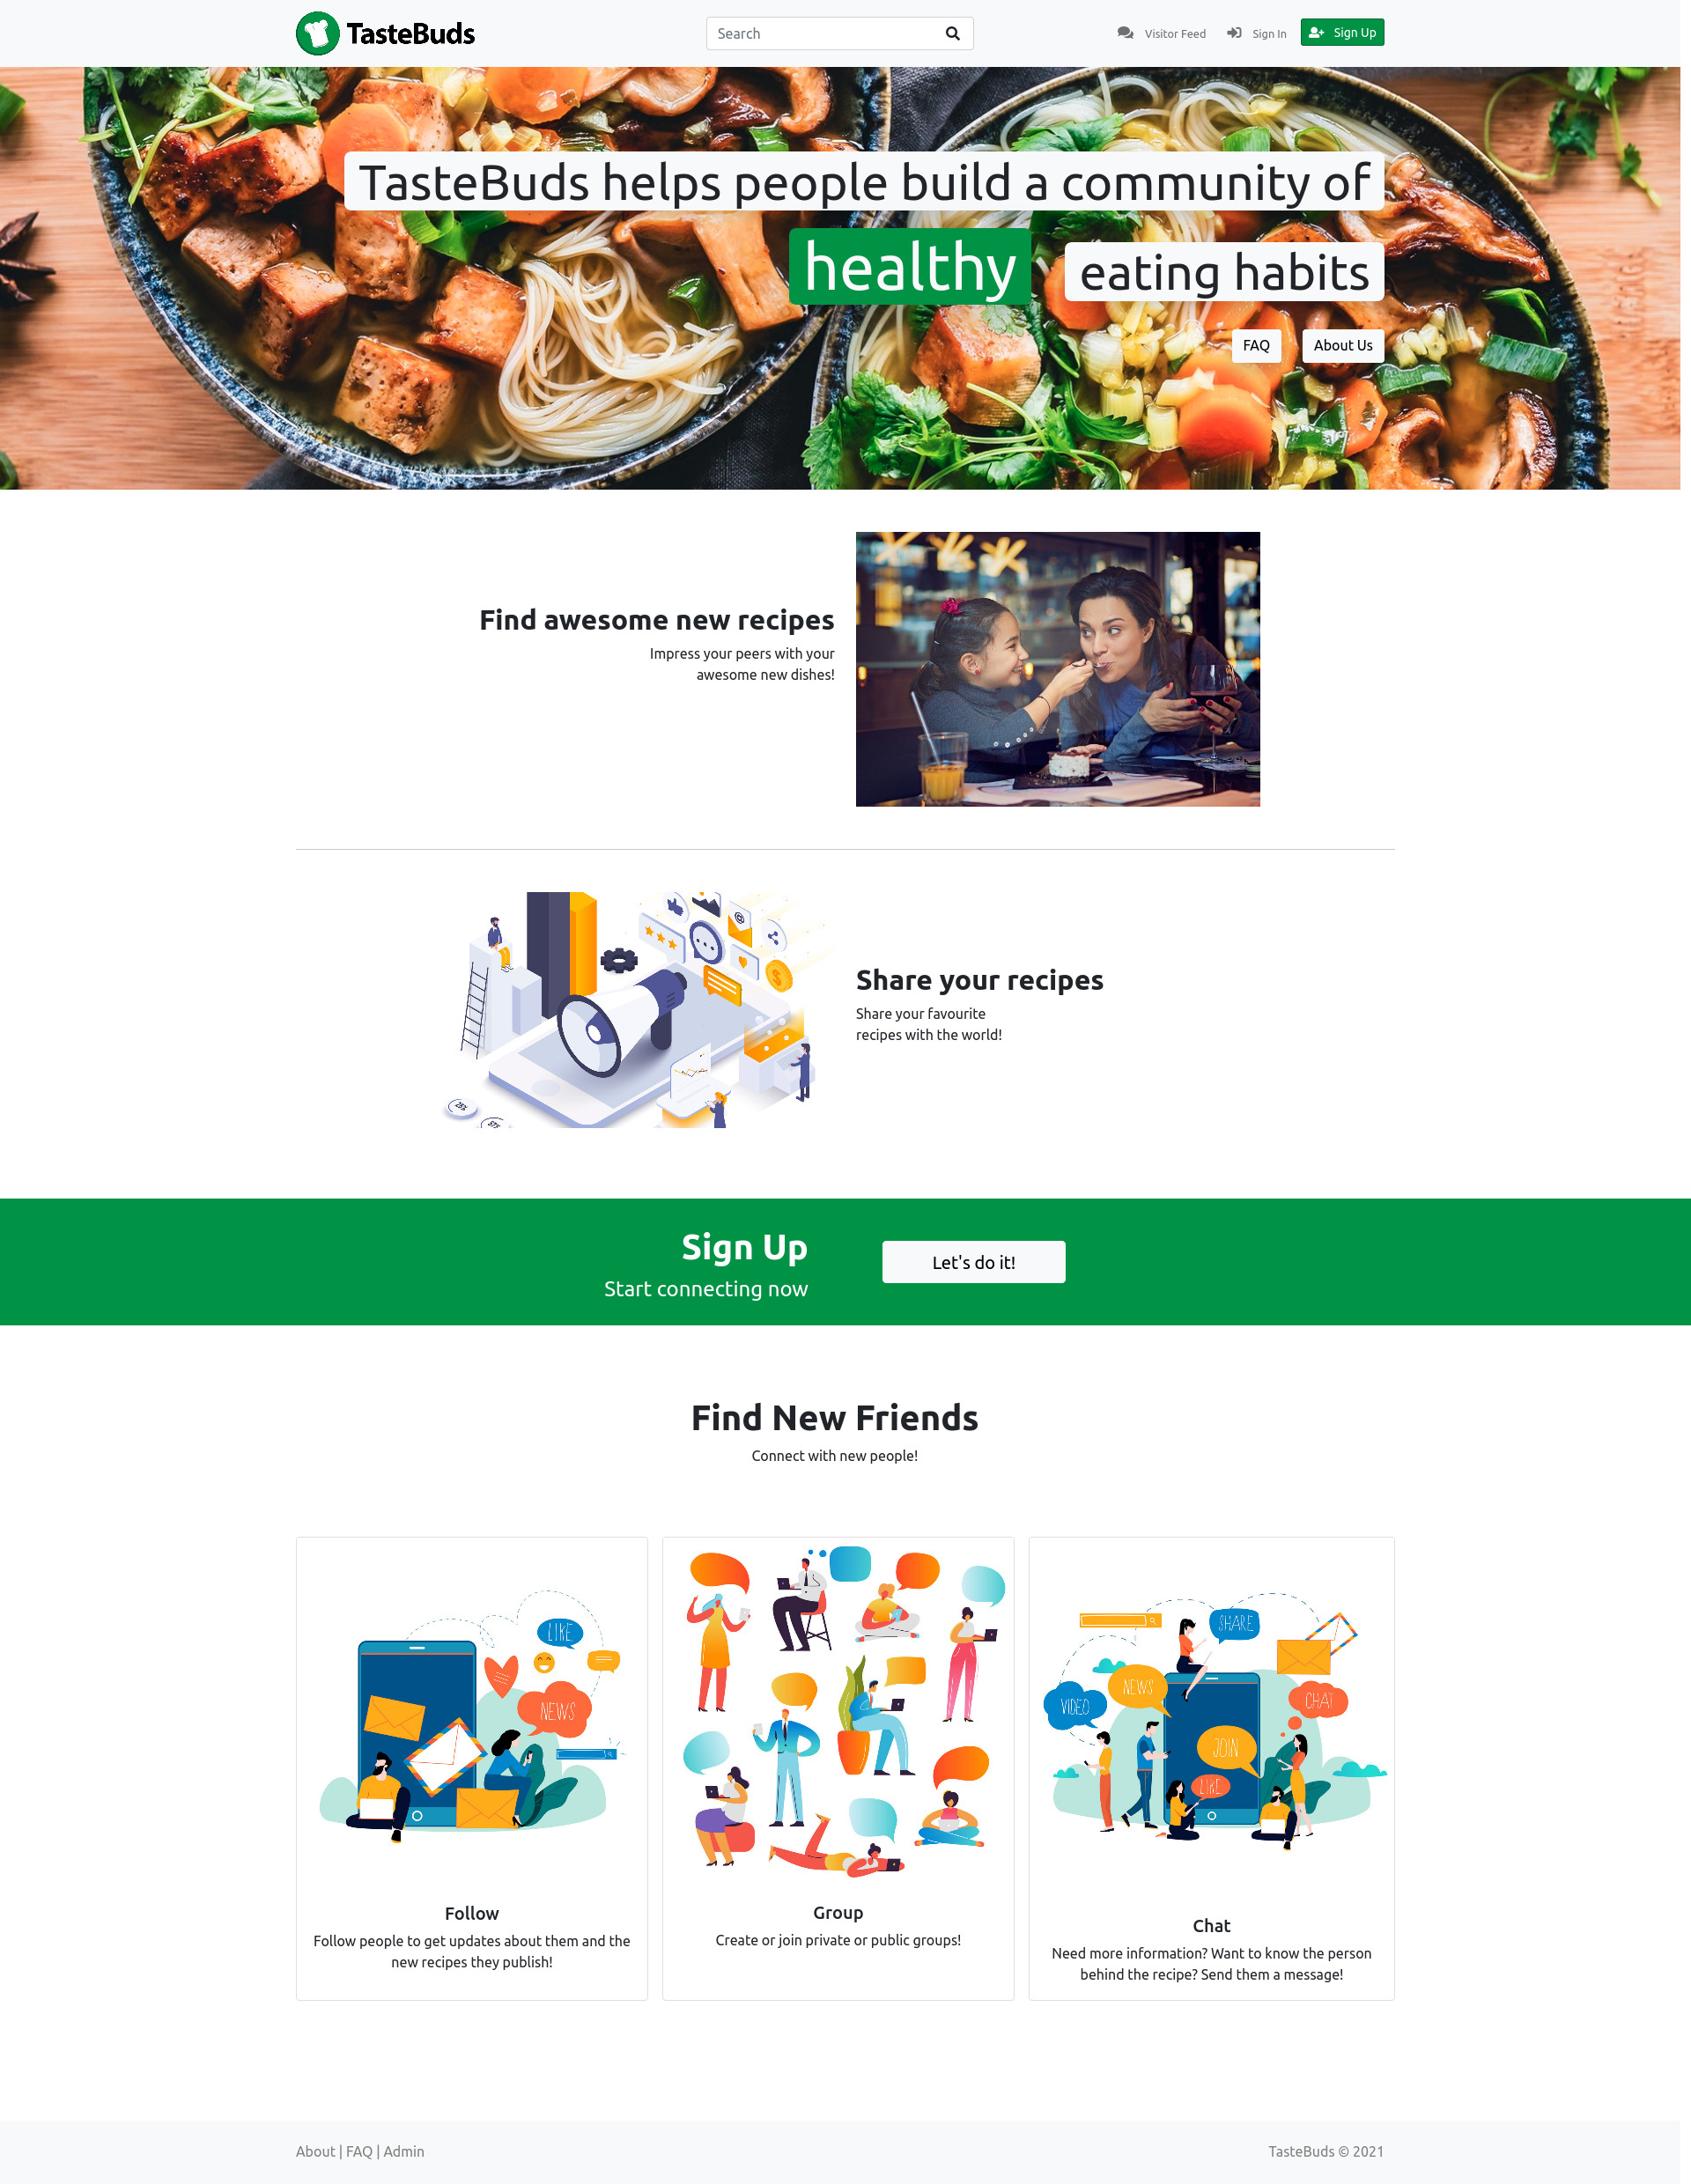 TasteBuds
Search
Visitor Feed
Sign In
Sign Up
TasteBuds helps people build a community of
healthy eating habits
FAQ
About Us
Find awesome new recipes
Impress your peers with your
awesome new dishes!
25%
Share your recipes
Share your favourite
recipes with the world!
Sign Up
Start connecting now
Let's do it!
Find New Friends
Connect with new people!
LIKE
NEWS
Follow
Follow people to get updates about them and the
new recipes they publish!
Group
Create or join private or public groups!
SHARE
NEWS
VIDEO
CHAT
JOIN
LIKE
Chat
Need more information? Want to know the person
behind the recipe? Send them a message!
About | FAQ | Admin
TasteBuds © 2021